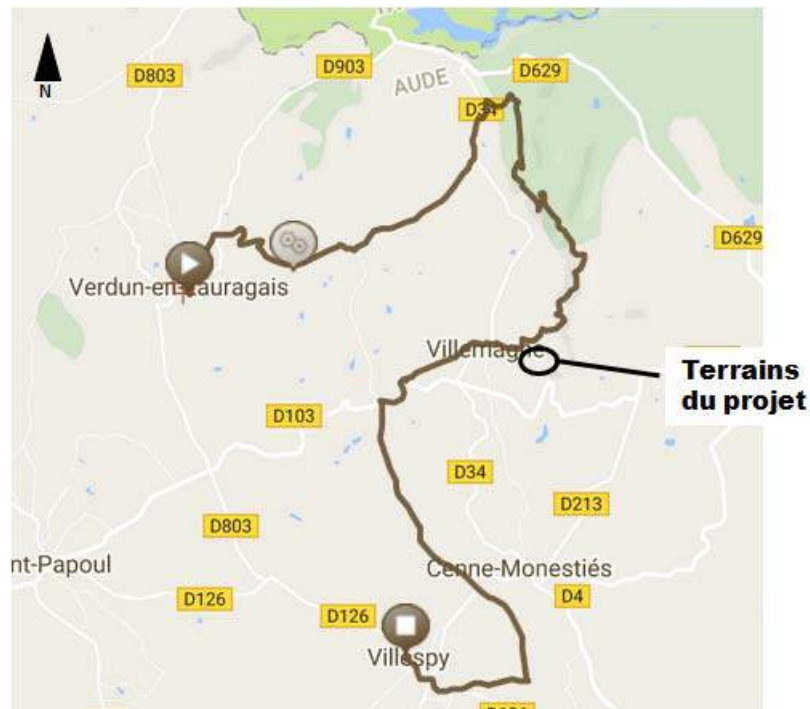 D803
D903
D629
N
AUDE
D34
D629
Verdun-en-Lauragais
Villemagne
Terrains
du projet
D103
D34
D213
D803
nt-Papoul
Cenne-Monestiés
D126
D126
D4
Villespy